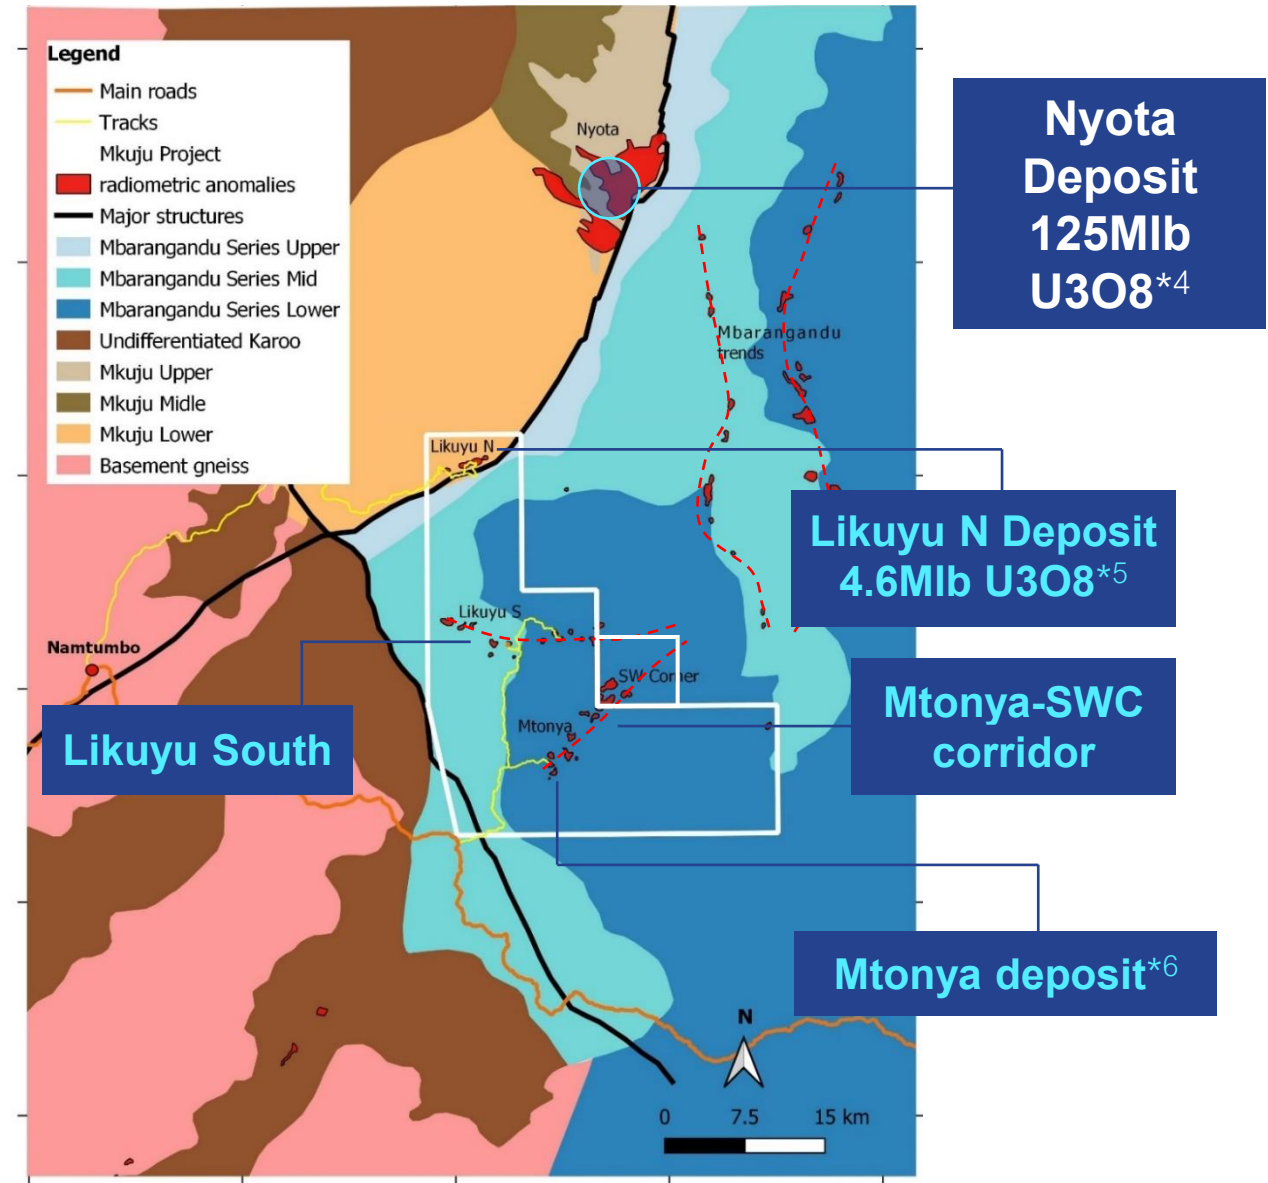 Legend
Main roads
Tracks
Mkuju Project
radiometric anomalies
Major structures
Mbarangandu Series Upper
Mbarangandu Series Mid
Mbarangandu Series Lower
Undifferentiated Karoo
Mkuju Upper
Mkuju Midle
Mkuju Lower
Basement gneiss
Nyota
Nyota
Deposit
125Mlb
U3O8*4
Mbarangandu
trends
Likuyu N
Likuyu N Deposit
4.6Mlb U3O8*5
Likuyu S
Namtumbo
SW Corner
Mtonya
Likuyu South
Mtonya-SWC
corridor
Mtonya deposit*6
N
0 7.5 15 km